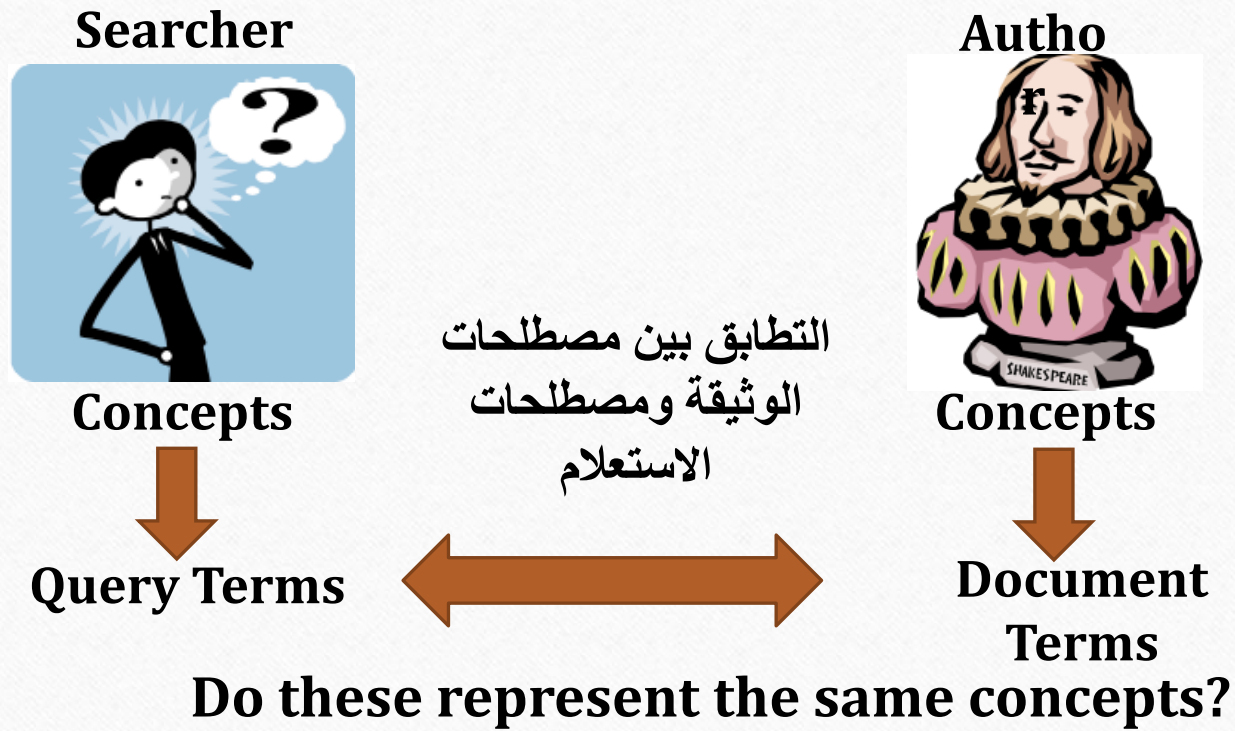 Searcher
Autho
r
?
SHAKESPEARE
Concepts
Concepts
التطابق بين مصطلحات
الوثيقة ومصطلحات
الاستعلام
Query Terms
Document
Terms
Do these represent the same concepts?